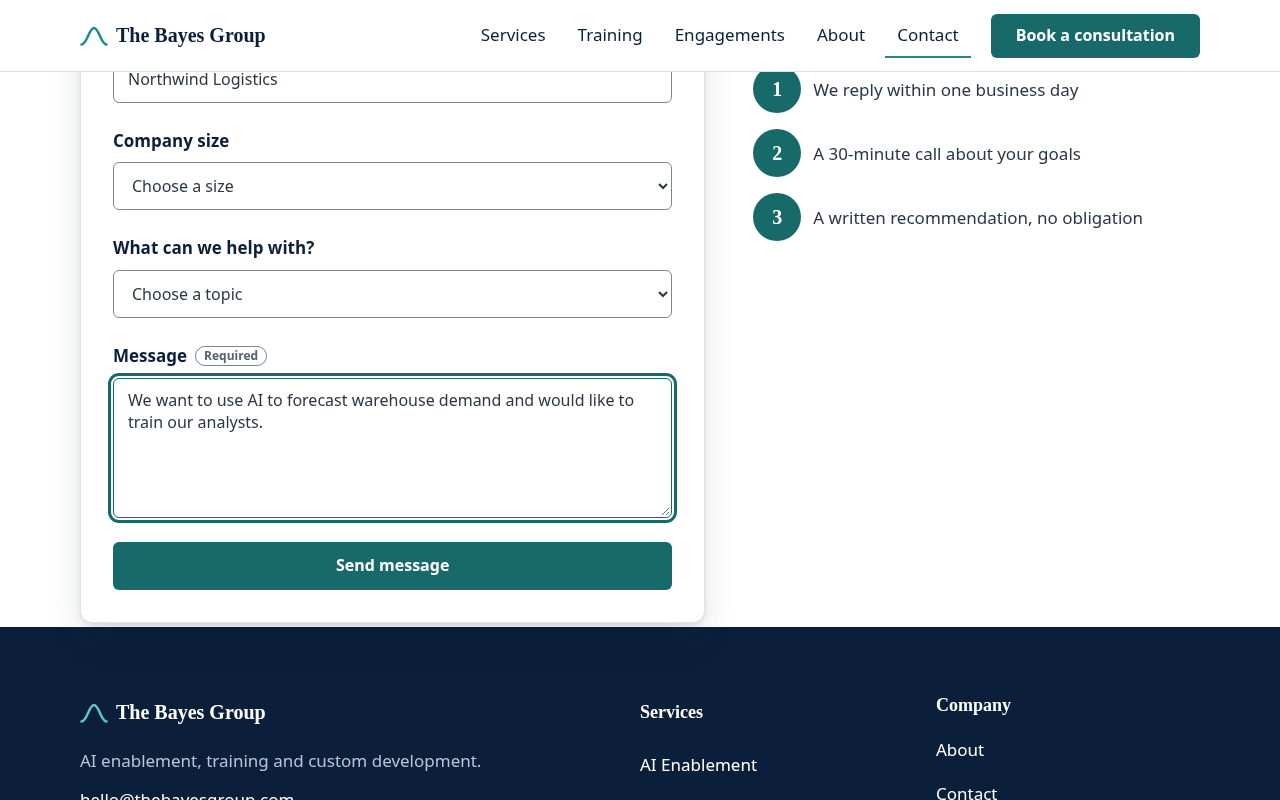 The Bayes Group
Services
Training
Engagements
About
Contact
Book a consultation
Northwind Logistics
Company size
Choose a size
What can we help with?
Choose a topic
Message
Required
We want to use AI to forecast warehouse demand and would like to
train our analysts.
Send message
1
We reply within one business day
2
A 30-minute call about your goals
3
A written recommendation, no obligation
The Bayes Group
AI enablement, training and custom development.
hello@thebayesgroup.com
Services
AI Enablement
Company
About
Contact